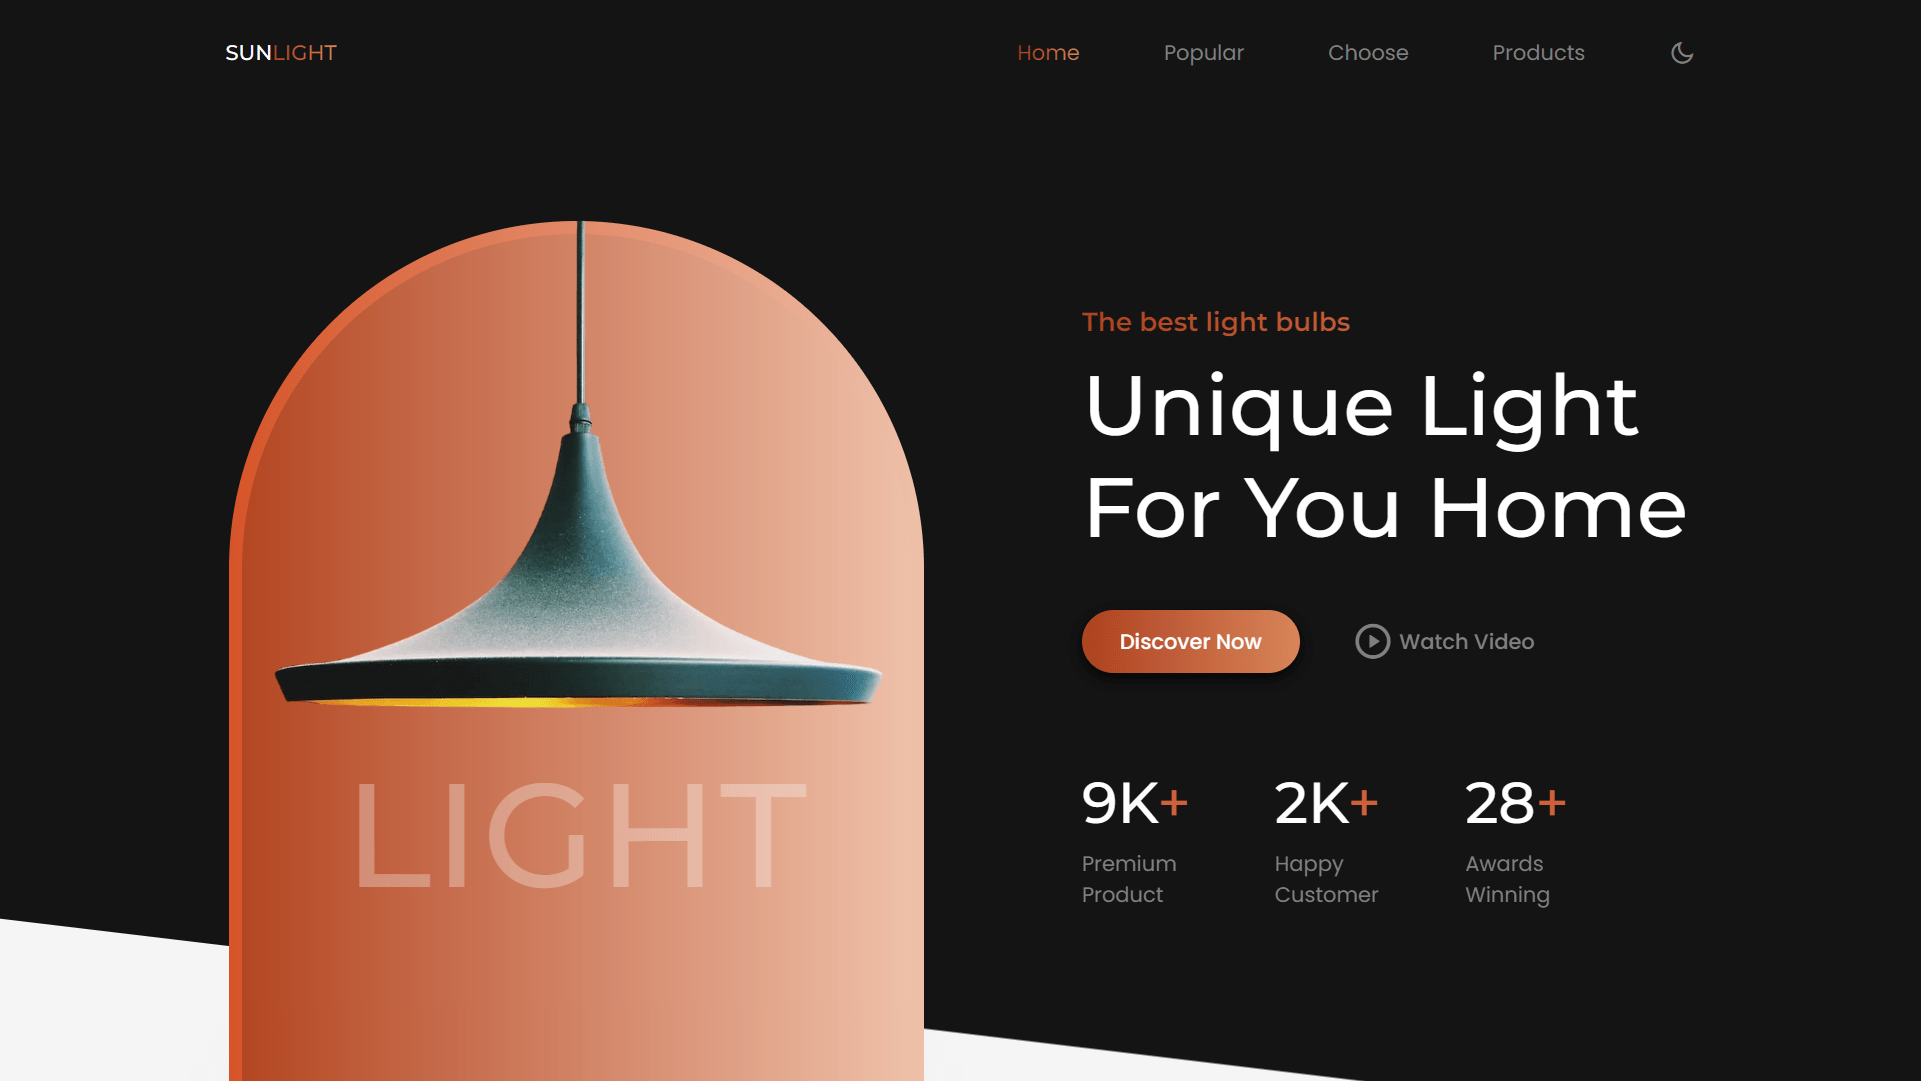 SUNLIGHT
Home
Popular
Choose
Products
The best light bulbs
Unique Light
For You Home
Discover Now
Watch Video
LIGHT
9K+
Premium
Product
2K+
Happy
Customer
28+
Awards
Winning